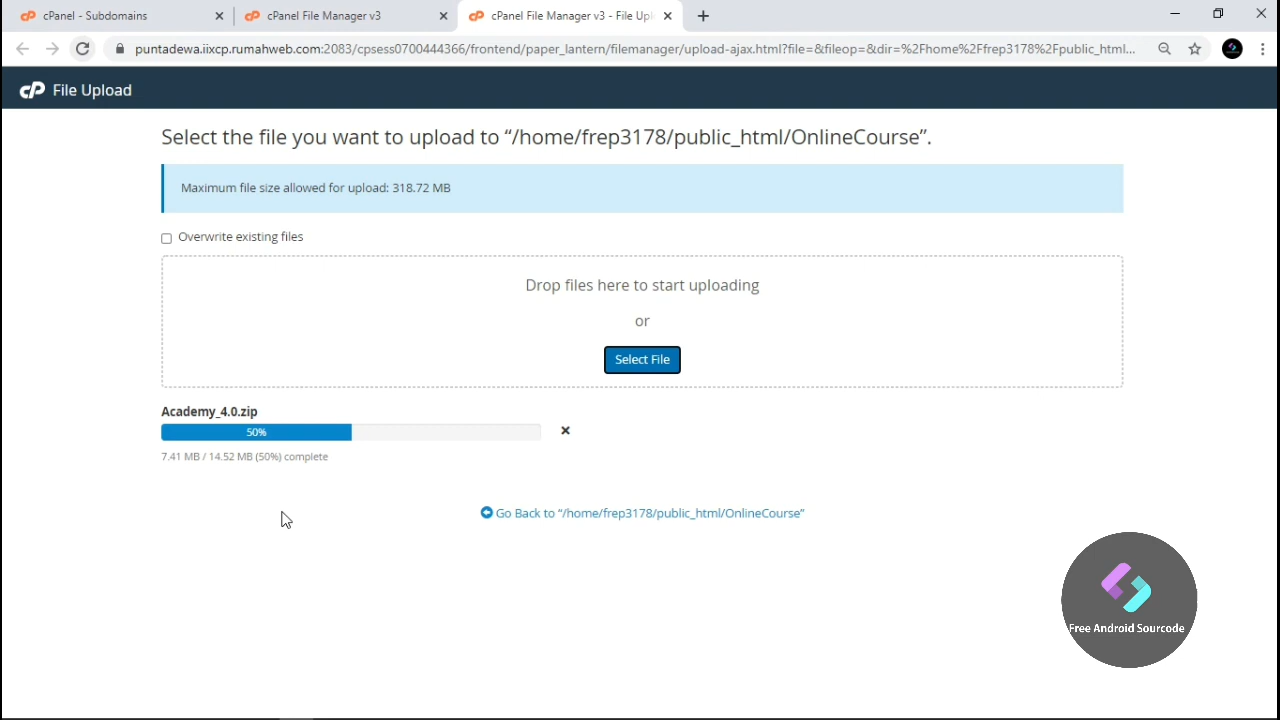 cPanel - Subdomains
cPanel File Manager v3
cPanel File Manager v3 - File Upl
puntadewa.iixcp.rumahweb.com:2083/cpsess0700444366/frontend/paper_lantern/filemanager/upload-ajax.html?file=&fileop=&dir=%2Fhome%2Ffrep3178%2Fpublic_html...
cP File Upload
Select the file you want to upload to “/home/frep3178/public_html/OnlineCourse”.
Maximum file size allowed for upload: 318.72 MB
Overwrite existing files
Drop files here to start uploading
or
Select File
Academy_4.0.zip
50%
7.41 MB / 14.52 MB (50%) complete
Go Back to “/home/frep3178/public_html/OnlineCourse”
Free Android Sourcode